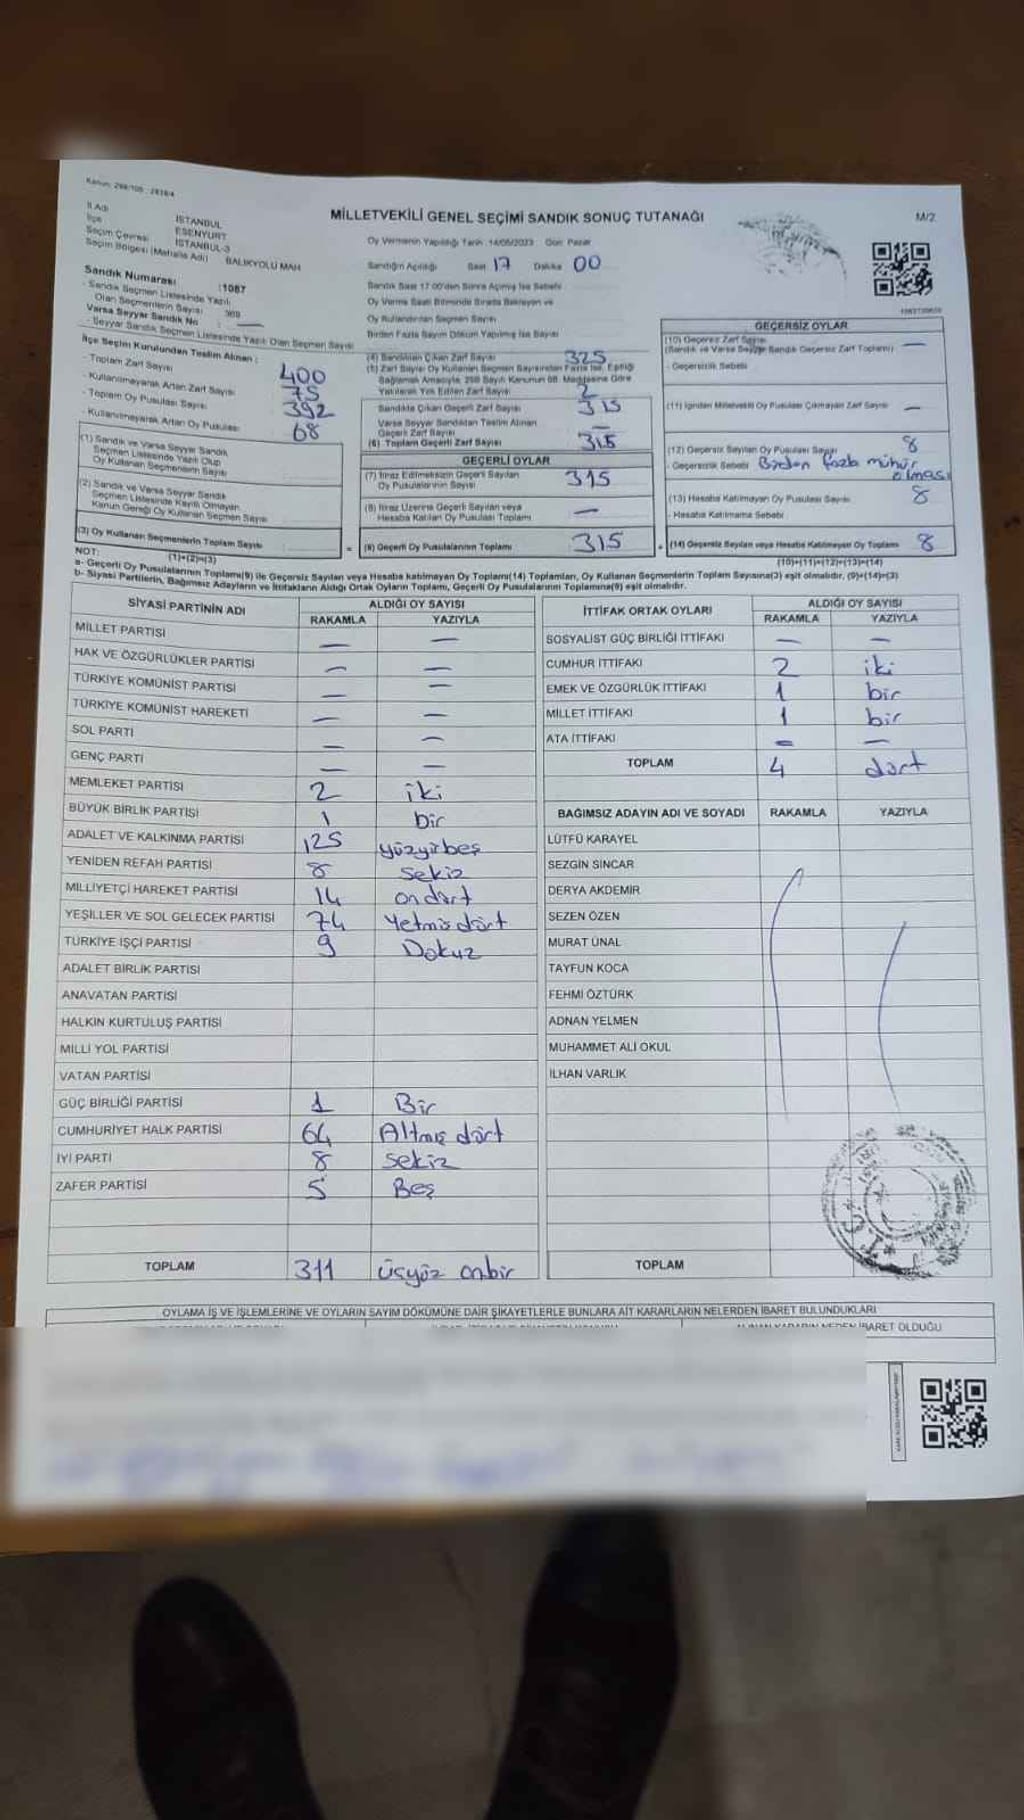 Kanun: 298/105 - 2839/4
MİLLETVEKİLİ GENEL SEÇİMİ SANDIK SONUÇ TUTANAĞI
M/2
İl Adı İSTANBUL
İlçe ESENYURT
Seçim Çevresi İSTANBUL-3
Seçim Bölgesi (Mahalle Adı) BALIKYOLU MAH
Sandık Numarası :1087
- Sandık Seçmen Listesinde Yazılı
Olan Seçmenlerin Sayısı
Varsa Seyyar Sandık No : —
- Seyyar Sandık Seçmen Listesinde Yazılı Olan Seçmen Sayısı
İlçe Seçim Kurulundan Teslim Alınan :
- Toplam Zarf Sayısı 400
- Kullanılmayarak Artan Zarf Sayısı 75
- Toplam Oy Pusulası Sayısı 392
- Kullanılmayarak Artan Oy Pusulası 68
(1) Sandık ve Varsa Seyyar Sandık
Seçmen Listesinde Yazılı Olup
Oy Kullanan Seçmenlerin Sayısı
(2) Sandık ve Varsa Seyyar Sandık
Seçmen Listesinde Kayıtlı Olmayan
Kanun Gereği Oy Kullanan Seçmen Sayısı
(3) Oy Kullanan Seçmenlerin Toplam Sayısı
(1)+(2)=(3)
Oy Vermenin Yapıldığı Tarih : 14/05/2023 Gün: Pazar
Sandığın Açıldığı Saat 17 Dakika 00
Sandık Saat 17.00'den Sonra Açılmış İse Sebebi
Oy Verme Saati Bitiminde Sırada Bekleyen ve
Oy Kullandırılan Seçmen Sayısı
Birden Fazla Sayım Döküm Yapılmış İse Sayısı
(4) Sandıktan Çıkan Zarf Sayısı 325
(5) Zarf Sayısı Oy Kullanan Seçmen Sayısından Fazla İse, Eşitliği
Sağlamak Amacıyla, 298 Sayılı Kanunun 98. Maddesine Göre
Yakılarak Yok Edilen Zarf Sayısı 2
Sandıkta Çıkan Geçerli Zarf Sayısı 315
Varsa Seyyar Sandıktan Teslim Alınan
Geçerli Zarf Sayısı —
(6) Toplam Geçerli Zarf Sayısı 315
GEÇERLİ OYLAR
(7) İtiraz Edilmeksizin Geçerli Sayılan
Oy Pusulalarının Sayısı 315
(8) İtiraz Üzerine Geçerli Sayılan veya
Hesaba Katılan Oy Pusulası Toplamı —
= (9) Geçerli Oy Pusulalarının Toplamı 315
GEÇERSİZ OYLAR
(10) Geçersiz Zarf Sayısı
(Sandık ve Varsa Seyyar Sandık Geçersiz Zarf Toplamı) —
- Geçersizlik Sebebi
(11) İçinden Milletvekili Oy Pusulası Çıkmayan Zarf Sayısı —
(12) Geçersiz Sayılan Oy Pusulası Sayısı 8
- Geçersizlik Sebebi Birden fazla mühür
olması
(13) Hesaba Katılmayan Oy Pusulası Sayısı 8
- Hesaba Katılmama Sebebi
+ (14) Geçersiz Sayılan veya Hesaba Katılmayan Oy Toplamı 8
(10)+(11)+(12)+(13)=(14)
NOT:
a- Geçerli Oy Pusulalarının Toplamı(9) ile Geçersiz Sayılan veya Hesaba katılmayan Oy Toplamı(14) Toplamları, Oy Kullanan Seçmenlerin Toplam Sayısına(3) eşit olmalıdır. (9)+(14)=(3)
b- Siyasi Partilerin, Bağımsız Adayların ve İttifakların Aldığı Ortak Oyların Toplamı, Geçerli Oy Pusulalarının Toplamına(9) eşit olmalıdır.
SİYASİ PARTİNİN ADI ALDIĞI OY SAYISI
RAKAMLA YAZIYLA
MİLLET PARTİSİ — —
HAK VE ÖZGÜRLÜKLER PARTİSİ — —
TÜRKİYE KOMÜNİST PARTİSİ — —
TÜRKİYE KOMÜNİST HAREKETİ — —
SOL PARTİ — —
GENÇ PARTİ — —
MEMLEKET PARTİSİ 2 iki
BÜYÜK BİRLİK PARTİSİ 1 bir
ADALET VE KALKINMA PARTİSİ 125 yüzyirbeş
YENİDEN REFAH PARTİSİ 8 sekiz
MİLLİYETÇİ HAREKET PARTİSİ 14 ondört
YEŞİLLER VE SOL GELECEK PARTİSİ 74 Yetmişdört
TÜRKİYE İŞÇİ PARTİSİ 9 Dokuz
ADALET BİRLİK PARTİSİ
ANAVATAN PARTİSİ
HALKIN KURTULUŞ PARTİSİ
MİLLİ YOL PARTİSİ
VATAN PARTİSİ
GÜÇ BİRLİĞİ PARTİSİ 1 Bir
CUMHURİYET HALK PARTİSİ 64 Altmış dört
İYİ PARTİ 8 sekiz
ZAFER PARTİSİ 5 Beş
TOPLAM 311 üçyüz onbir
İTTİFAK ORTAK OYLARI ALDIĞI OY SAYISI
RAKAMLA YAZIYLA
SOSYALİST GÜÇ BİRLİĞİ İTTİFAKI — —
CUMHUR İTTİFAKI 2 iki
EMEK VE ÖZGÜRLÜK İTTİFAKI 1 bir
MİLLET İTTİFAKI 1 bir
ATA İTTİFAKI — —
TOPLAM 4 dört
BAĞIMSIZ ADAYIN ADI VE SOYADI RAKAMLA YAZIYLA
LÜTFÜ KARAYEL
SEZGİN SİNCAR
DERYA AKDEMİR
SEZEN ÖZEN
MURAT ÜNAL
TAYFUN KOCA
FEHMİ ÖZTÜRK
ADNAN YELMEN
MUHAMMET ALİ OKUL
İLHAN VARLIK
TOPLAM
OYLAMA İŞ VE İŞLEMLERİNE VE OYLARIN SAYIM DÖKÜMÜNE DAİR ŞİKAYETLERLE BUNLARA AİT KARARLARIN NELERDEN İBARET BULUNDUKLARI
ALINAN KARARIN NEDEN İBARET OLDUĞU